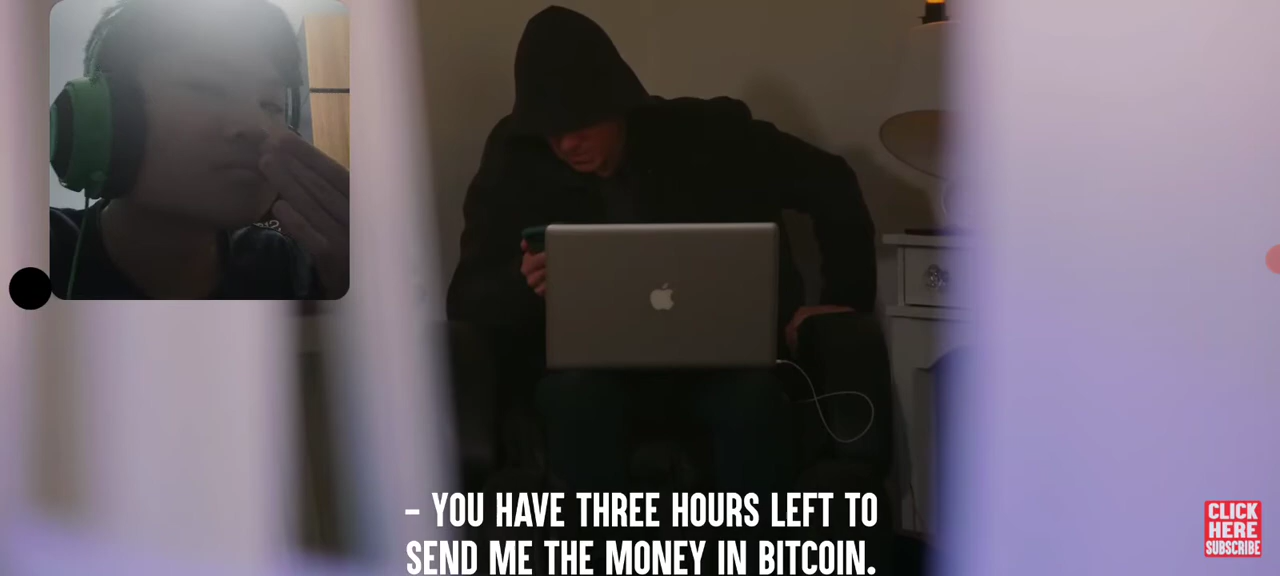 - YOU HAVE THREE HOURS LEFT TO
SEND ME THE MONEY IN BITCOIN.
CLICK
HERE
SUBSCRIBE